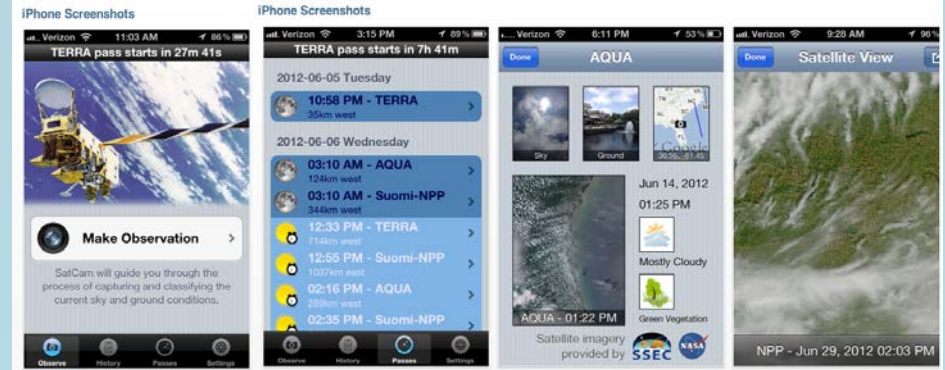 iPhone Screenshots
iPhone Screenshots
Verizon 11:03 AM 86%
TERRA pass starts in 27m 41s
Make Observation
SatCam will guide you through the
process of capturing and classifying the
current sky and ground conditions.
Observe History Passes Settings
Verizon 3:15 PM 89%
TERRA pass starts in 7h 41m
2012-06-05 Tuesday
10:58 PM - TERRA
35km west
2012-06-06 Wednesday
03:10 AM - AQUA
124km west
03:10 AM - Suomi-NPP
344km west
12:33 PM - TERRA
714km west
12:55 PM - Suomi-NPP
1037km east
02:16 PM - AQUA
289km west
02:35 PM - Suomi-NPP
Observe History Passes Settings
Verizon 6:11 PM 53%
Done AQUA
Sky Ground
Jun 14, 2012
01:25 PM
Mostly Cloudy
Green Vegetation
AQUA - 01:22 PM
Satellite imagery
provided by SSEC NASA
Verizon 9:28 AM 96%
Done Satellite View
NPP - Jun 29, 2012 02:03 PM